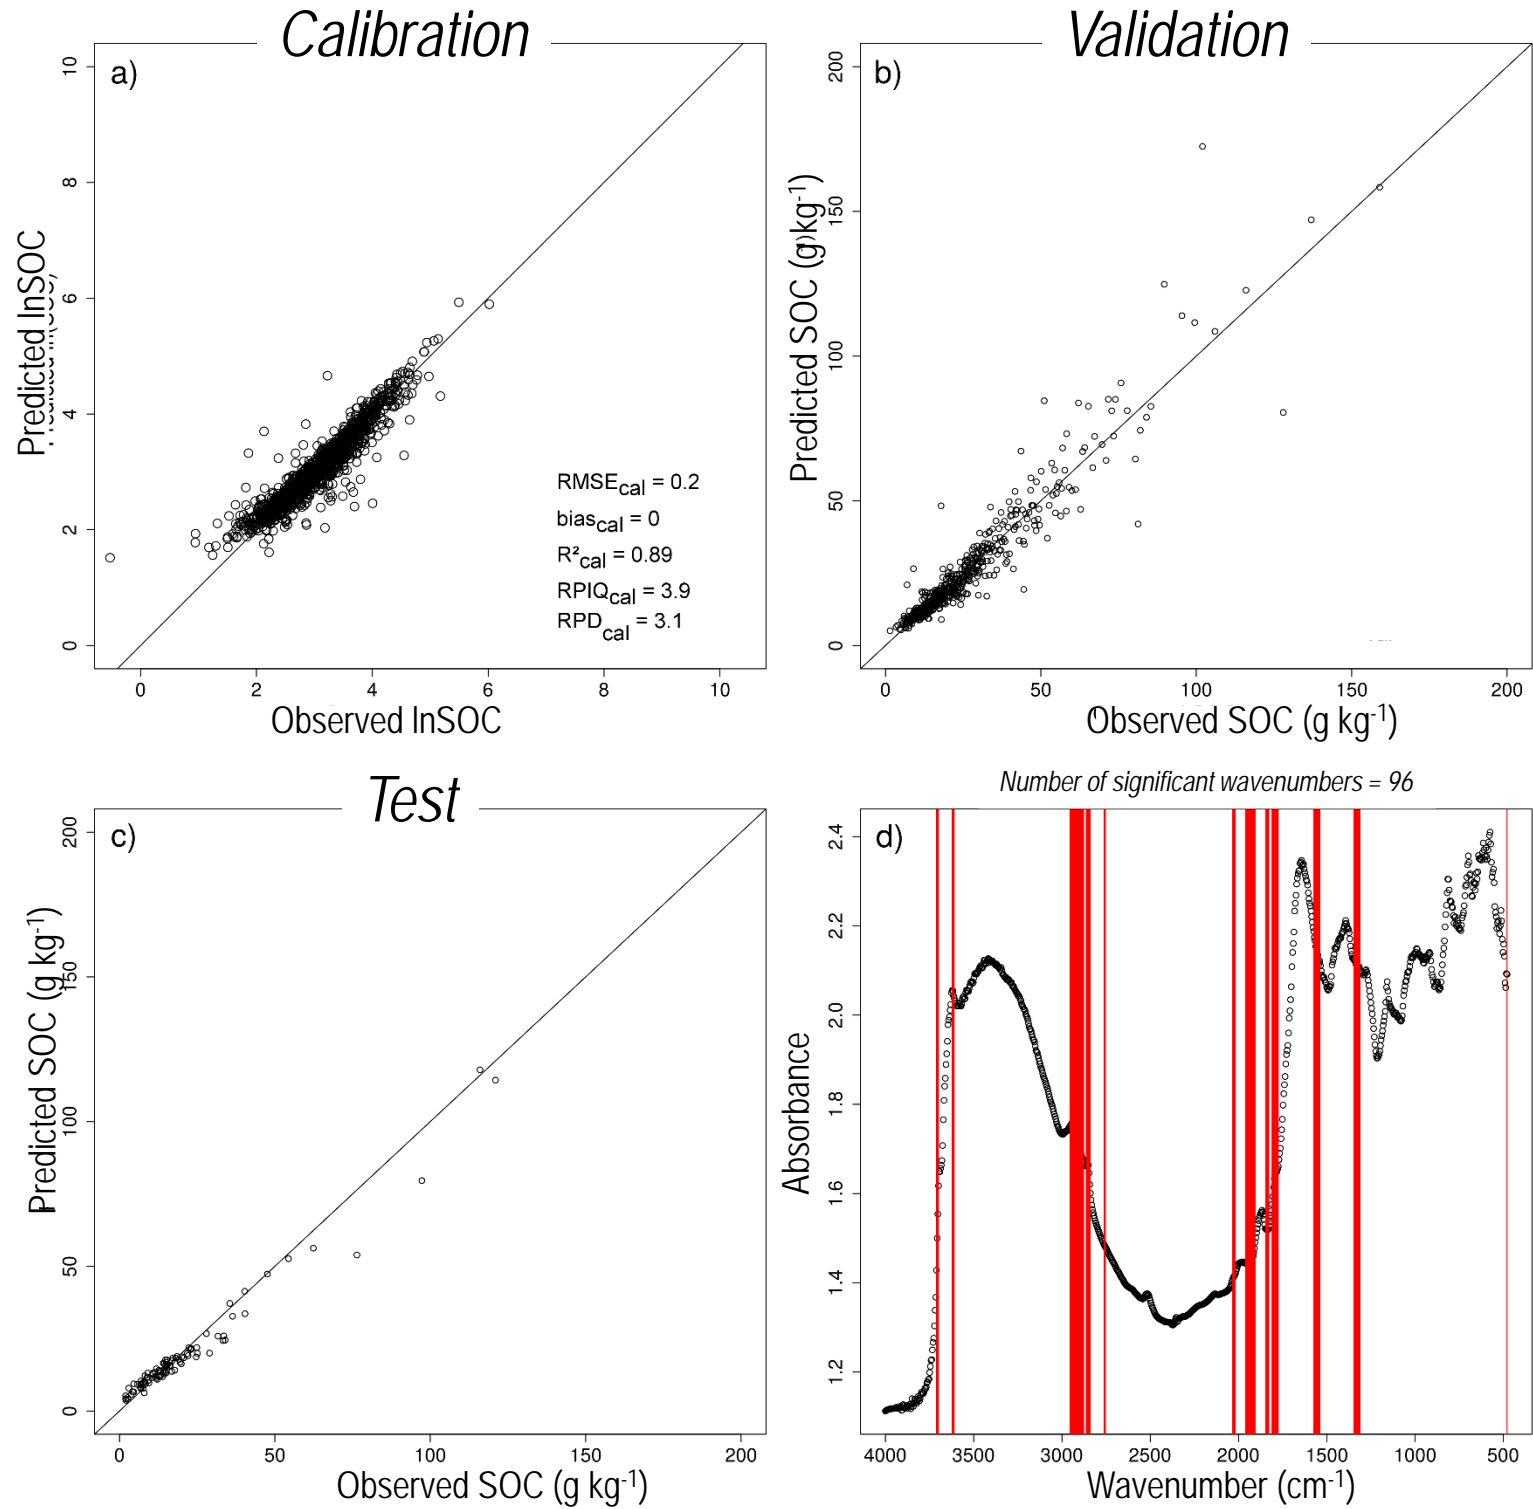 Calibration
a)
10
8
6
4
2
0
Predicted lnSOC
RMSEcal = 0.2
biascal = 0
R²cal = 0.89
RPIQcal = 3.9
RPDcal = 3.1
0 2 4 6 8 10
Observed lnSOC
Validation
b)
200
150
100
50
0
Predicted SOC (g kg-1)
0 50 100 150 200
Observed SOC (g kg-1)
Test
c)
200
150
100
50
0
Predicted SOC (g kg-1)
0 50 100 150 200
Observed SOC (g kg-1)
Number of significant wavenumbers = 96
d)
2.4
2.2
2.0
1.8
1.6
1.4
1.2
Absorbance
4000 3500 3000 2500 2000 1500 1000 500
Wavenumber (cm-1)